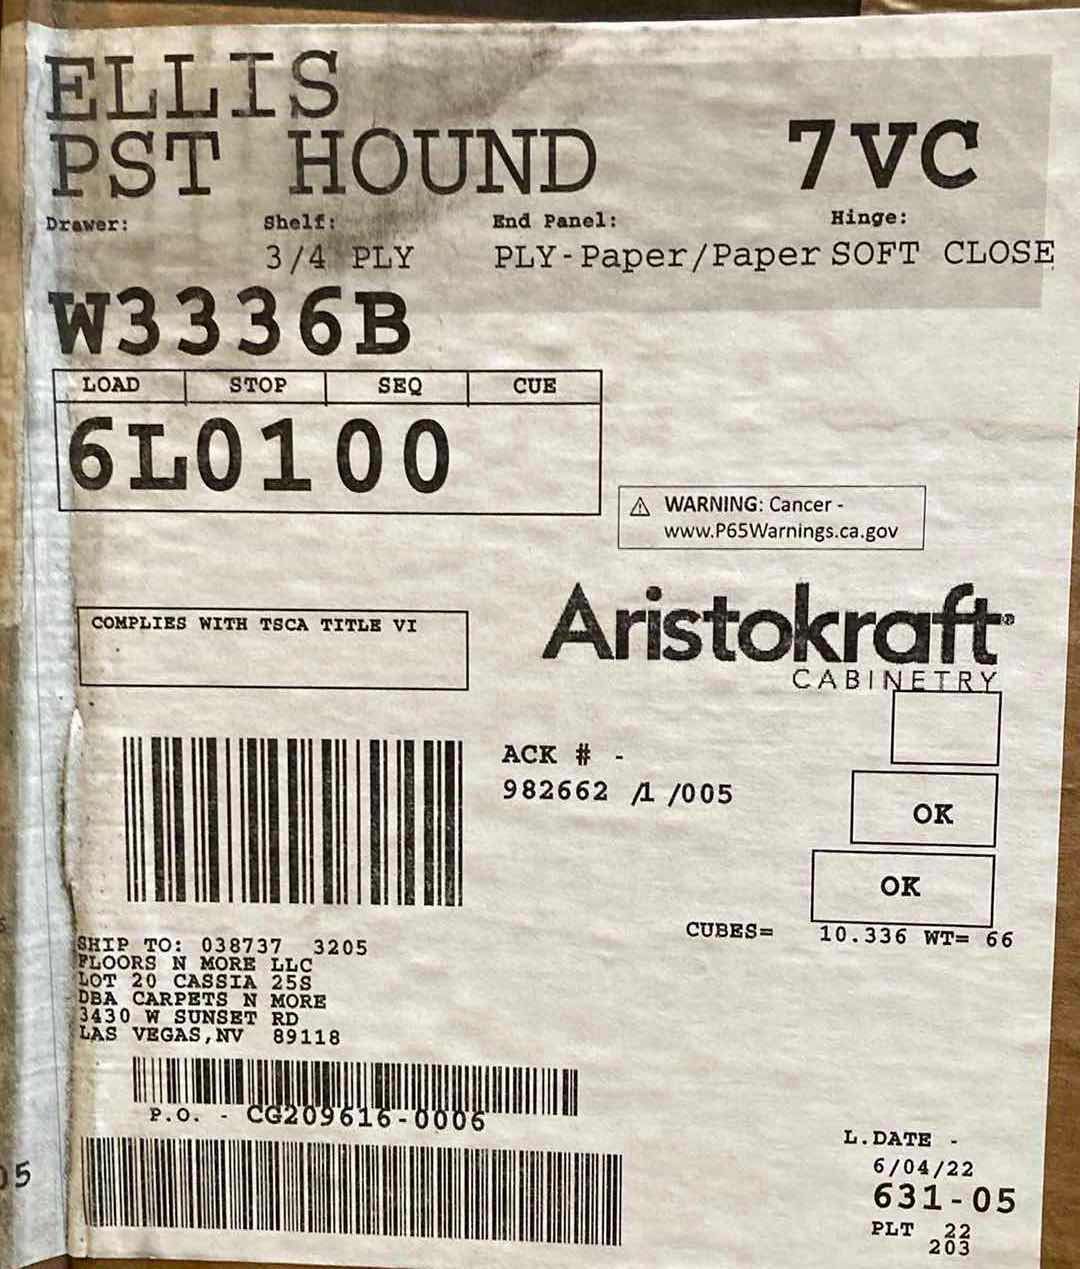 ELLIS
PST HOUND 7VC
Drawer: Shelf: End Panel: Hinge:
3/4 PLY PLY-Paper/Paper SOFT CLOSE
W3336B
LOAD STOP SEQ CUE
6L0100
⚠ WARNING: Cancer -
www.P65Warnings.ca.gov
COMPLIES WITH TSCA TITLE VI
Aristokraft®
CABINETRY
ACK # -
982662 /1 /005
OK
OK
CUBES= 10.336 WT= 66
SHIP TO: 038737 3205
FLOORS N MORE LLC
LOT 20 CASSIA 25S
DBA CARPETS N MORE
3430 W SUNSET RD
LAS VEGAS,NV 89118
P.O. - CG209616-0006
L.DATE -
6/04/22
631-05
PLT 22
203